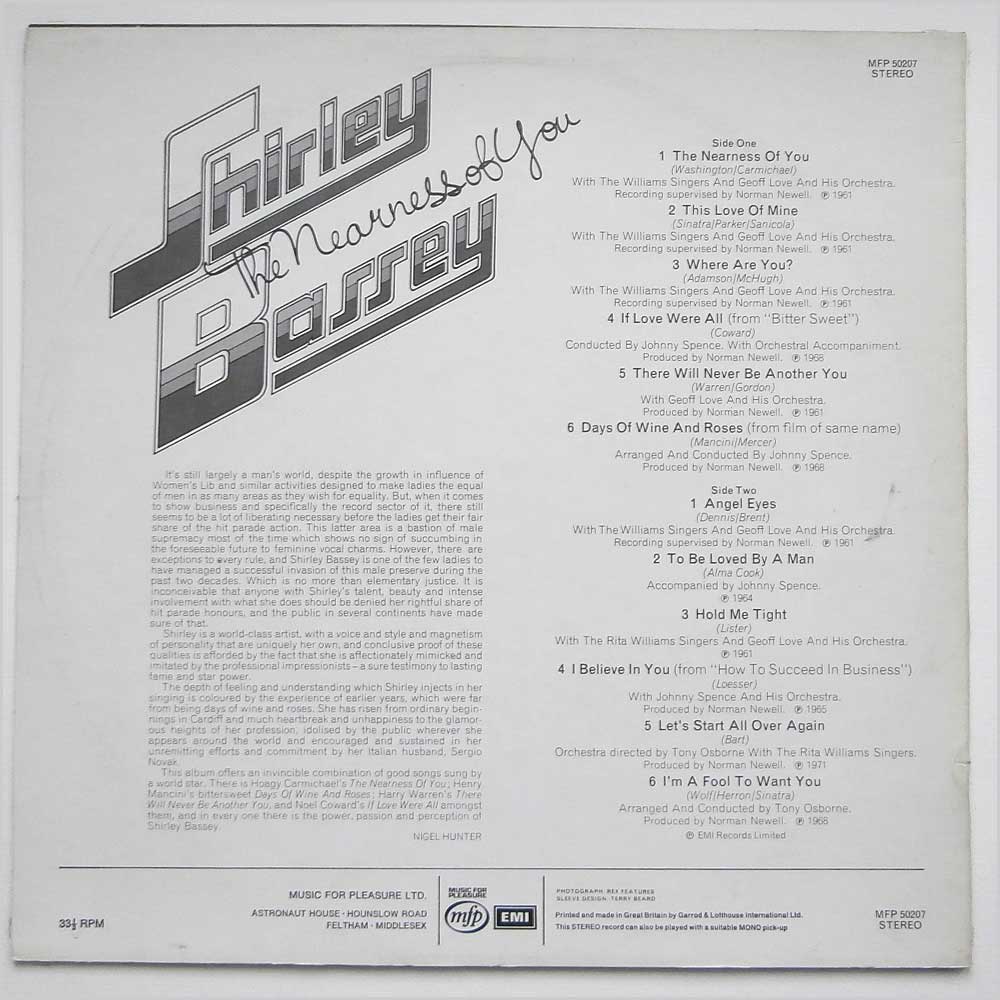 MFP 50207
STEREO
Shirley
Bassey
The Nearness of You
Side One
1 The Nearness Of You
(Washington/Carmichael)
With The Williams Singers And Geoff Love And His Orchestra.
Recording supervised by Norman Newell. ℗ 1961
2 This Love Of Mine
(Sinatra/Parker/Sanicola)
With The Williams Singers And Geoff Love And His Orchestra.
Recording supervised by Norman Newell. ℗ 1961
3 Where Are You?
(Adamson/McHugh)
With The Williams Singers And Geoff Love And His Orchestra.
Recording supervised by Norman Newell. ℗ 1961
4 If Love Were All (from "Bitter Sweet")
(Coward)
Conducted By Johnny Spence. With Orchestral Accompaniment.
Produced by Norman Newell. ℗ 1968
5 There Will Never Be Another You
(Warren/Gordon)
With Geoff Love And His Orchestra.
Produced by Norman Newell. ℗ 1961
6 Days Of Wine And Roses (from film of same name)
(Mancini/Mercer)
Arranged And Conducted By Johnny Spence.
Produced by Norman Newell. ℗ 1968
Side Two
1 Angel Eyes
(Dennis/Brent)
With The Williams Singers And Geoff Love And His Orchestra.
Recording supervised by Norman Newell. ℗ 1961
2 To Be Loved By A Man
(Alma Cook)
Accompanied by Johnny Spence.
℗ 1964
3 Hold Me Tight
(Lister)
With The Rita Williams Singers And Geoff Love And His Orchestra.
℗ 1961
4 I Believe In You (from "How To Succeed In Business")
(Loesser)
With Johnny Spence And His Orchestra.
Produced by Norman Newell. ℗ 1965
5 Let's Start All Over Again
(Bart)
Orchestra directed by Tony Osborne With The Rita Williams Singers.
Produced by Norman Newell. ℗ 1971
6 I'm A Fool To Want You
(Wolf/Herron/Sinatra)
Arranged And Conducted by Tony Osborne.
Produced by Norman Newell. ℗ 1968
℗ EMI Records Limited
It's still largely a man's world, despite the growth in influence of
Women's Lib and similar activities designed to make ladies the equal
of men in as many areas as they wish for equality. But, when it comes
to show business and specifically the record sector of it, there still
seems to be a lot of liberating necessary before the ladies get their fair
share of the hit parade action. This latter area is a bastion of male
supremacy most of the time which shows no sign of succumbing in
the foreseeable future to feminine vocal charms. However, there are
exceptions to every rule, and Shirley Bassey is one of the few ladies to
have managed a successful invasion of this male preserve during the
past two decades. Which is no more than elementary justice. It is
inconceivable that anyone with Shirley's talent, beauty and intense
involvement with what she does should be denied her rightful share of
hit parade honours, and the public in several continents have made
sure of that.
Shirley is a world-class artist, with a voice and style and magnetism
of personality that are uniquely her own, and conclusive proof of these
qualities is afforded by the fact that she is affectionately mimicked and
imitated by the professional impressionists – a sure testimony to lasting
fame and star power.
The depth of feeling and understanding which Shirley injects in her
singing is coloured by the experience of earlier years, which were far
from being days of wine and roses. She has risen from ordinary begin-
nings in Cardiff and much heartbreak and unhappiness to the glamor-
ous heights of her profession, idolised by the public wherever she
appears around the world and encouraged and sustained in her
unremitting efforts and commitment by her Italian husband, Sergio
Novak.
This album offers an invincible combination of good songs sung by
a world star. There is Hoagy Carmichael's The Nearness Of You; Henry
Mancini's bittersweet Days Of Wine And Roses; Harry Warren's There
Will Never Be Another You, and Noel Coward's If Love Were All amongst
them, and in every one there is the power, passion and perception of
Shirley Bassey.
NIGEL HUNTER
33⅓ RPM
MUSIC FOR PLEASURE LTD.
ASTRONAUT HOUSE · HOUNSLOW ROAD
FELTHAM · MIDDLESEX
MUSIC FOR
PLEASURE
mfp EMI
PHOTOGRAPH: REX FEATURES
SLEEVE DESIGN: TERRY BEARD
Printed and made in Great Britain by Garrod & Lofthouse International Ltd.
This STEREO record can also be played with a suitable MONO pick-up
MFP 50207
STEREO